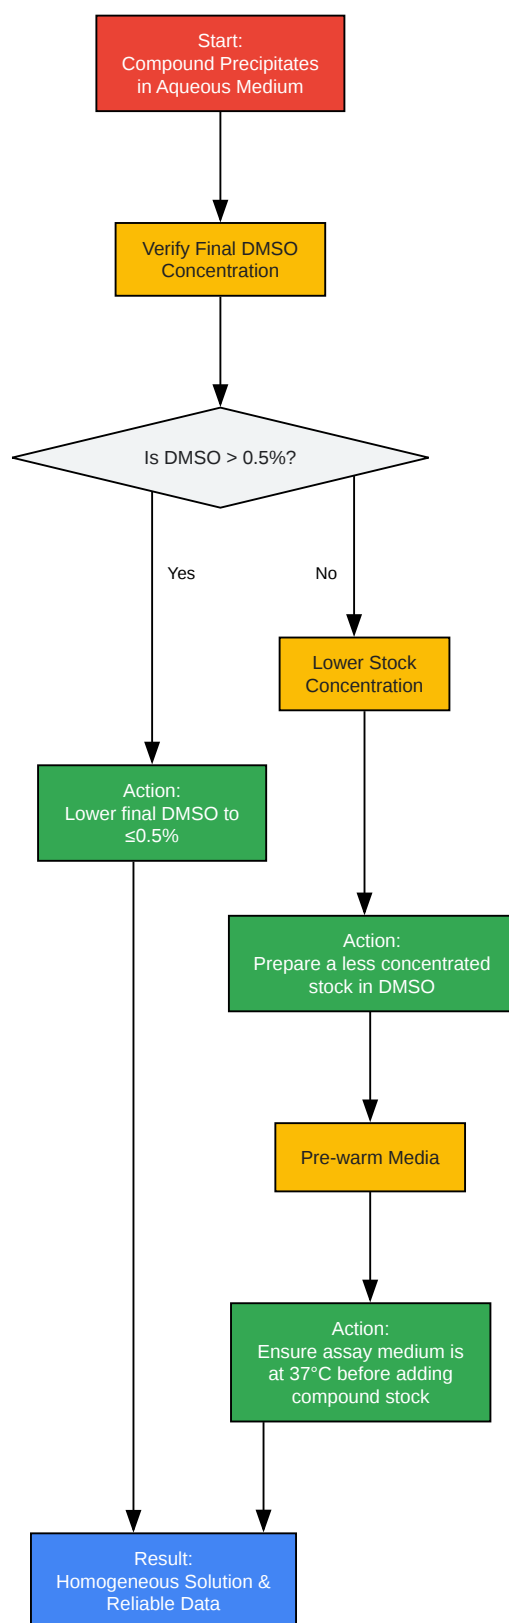 Start:
Compound Precipitates
in Aqueous Medium
Verify Final DMSO
Concentration
Is DMSO > 0.5%?
Yes
No
Lower Stock
Concentration
Action:
Lower final DMSO to
≤0.5%
Action:
Prepare a less concentrated
stock in DMSO
Pre-warm Media
Action:
Ensure assay medium is
at 37°C before adding
compound stock
Result:
Homogeneous Solution &
Reliable Data